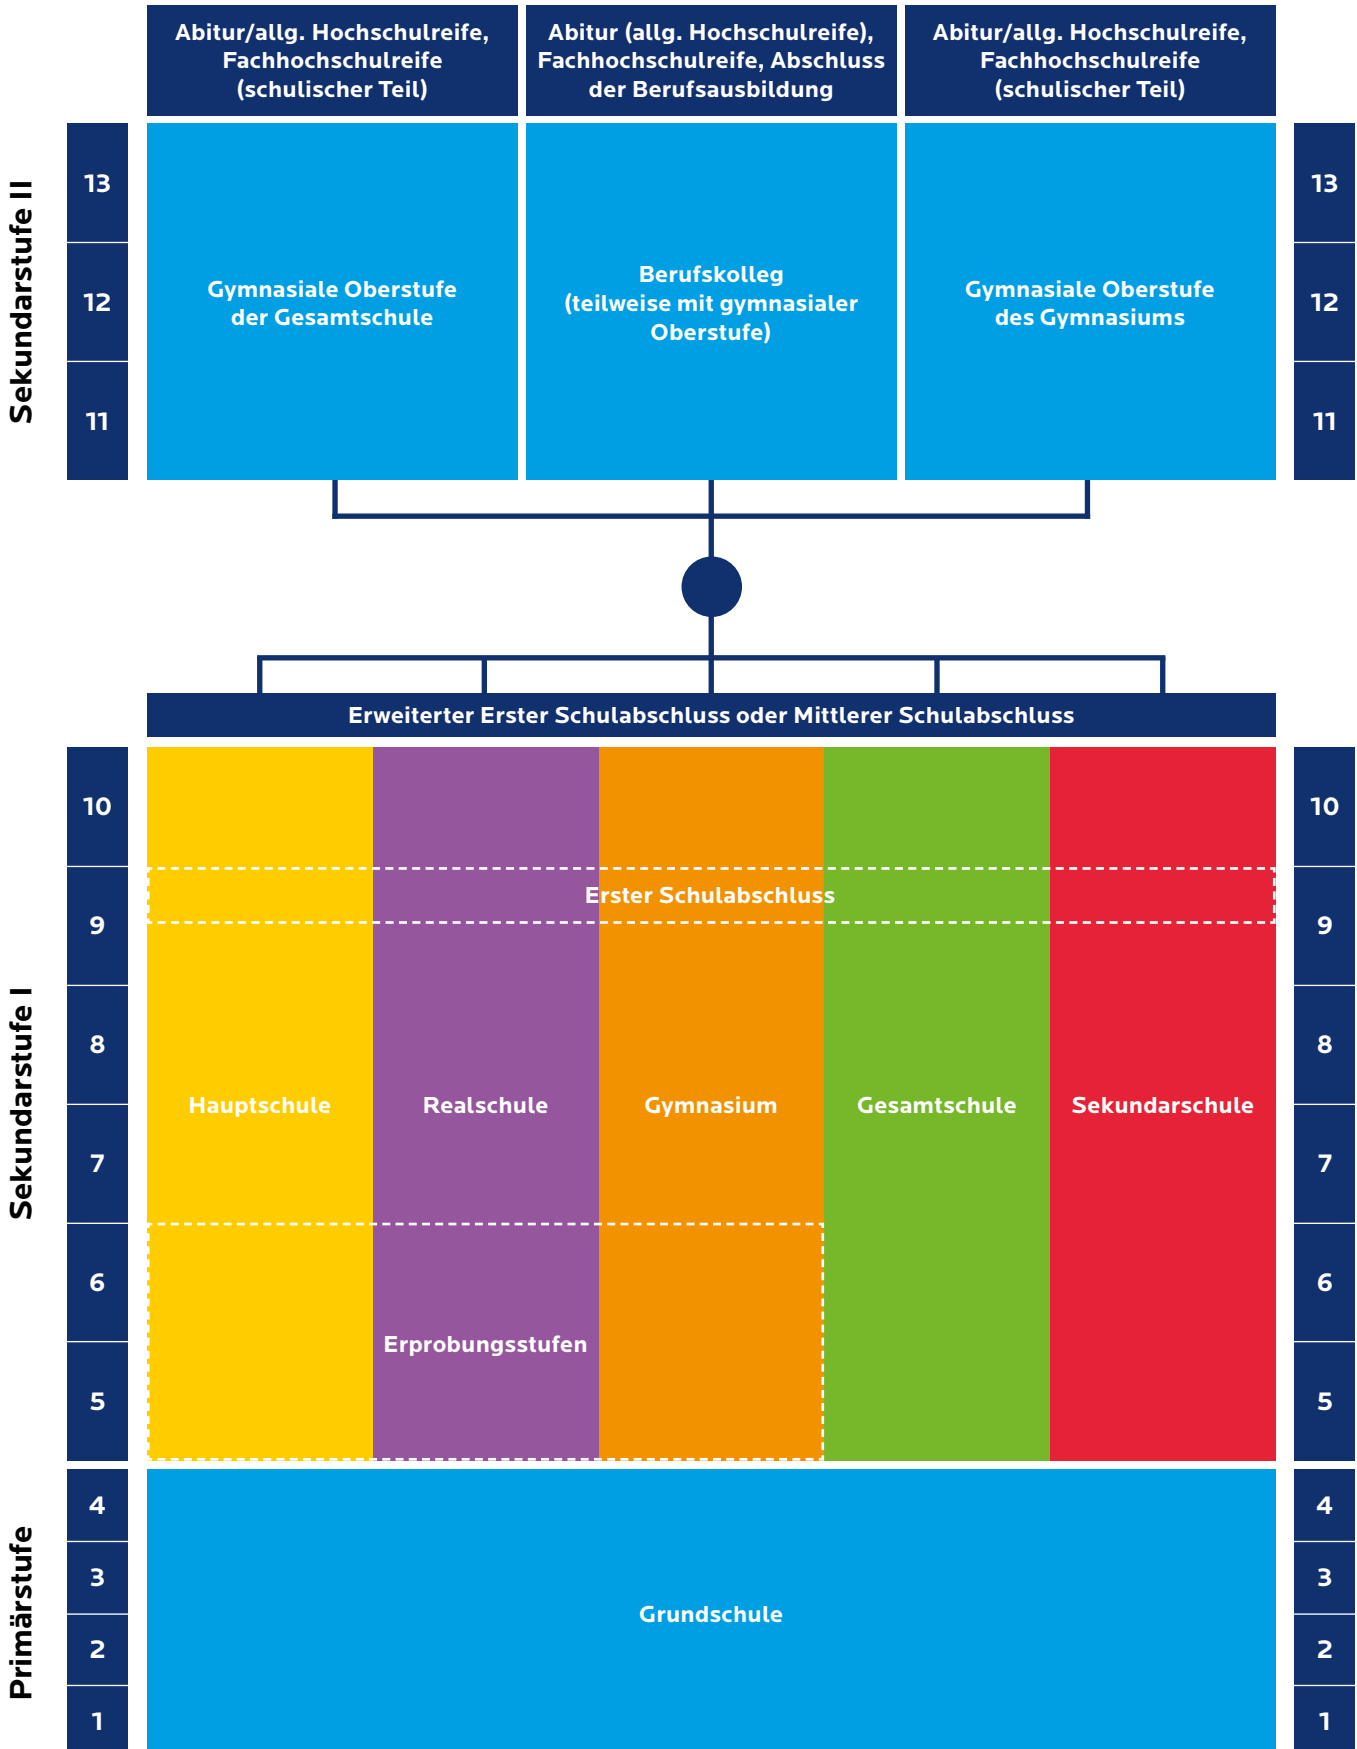 Abitur/allg. Hochschulreife,
Fachhochschulreife
(schulischer Teil)
Abitur (allg. Hochschulreife),
Fachhochschulreife, Abschluss
der Berufsausbildung
Abitur/allg. Hochschulreife,
Fachhochschulreife
(schulischer Teil)
Sekundarstufe II
13
12
11
Gymnasiale Oberstufe
der Gesamtschule
Berufskolleg
(teilweise mit gymnasialer
Oberstufe)
Gymnasiale Oberstufe
des Gymnasiums
13
12
11
Erweiterter Erster Schulabschluss oder Mittlerer Schulabschluss
Sekundarstufe I
10
9
8
7
6
5
Erster Schulabschluss
Hauptschule
Realschule
Gymnasium
Gesamtschule
Sekundarschule
Erprobungsstufen
10
9
8
7
6
5
Primärstufe
4
3
2
1
Grundschule
4
3
2
1